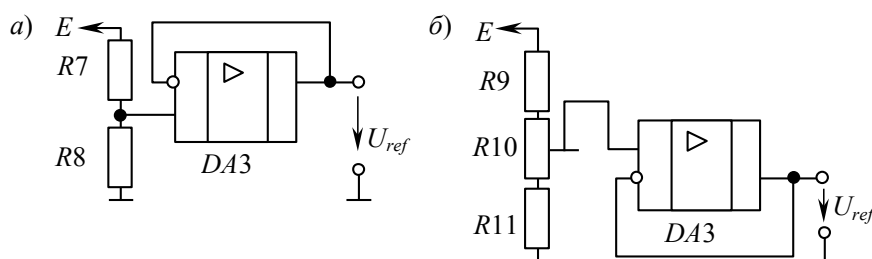 а)
E
R7
R8
DA3
U_ref
б)
E
R9
R10
R11
DA3
U_ref